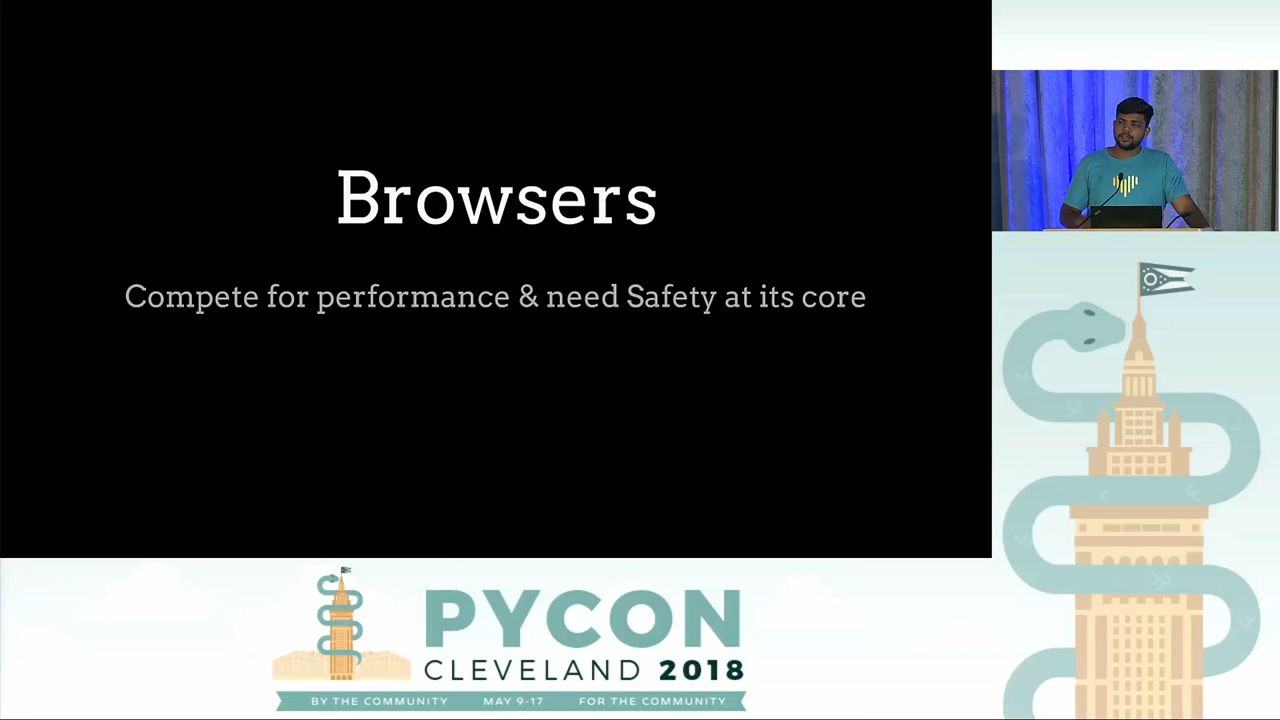 Browsers
Compete for performance & need Safety at its core
PYCON
CLEVELAND 2018
BY THE COMMUNITY MAY 9-17 FOR THE COMMUNITY